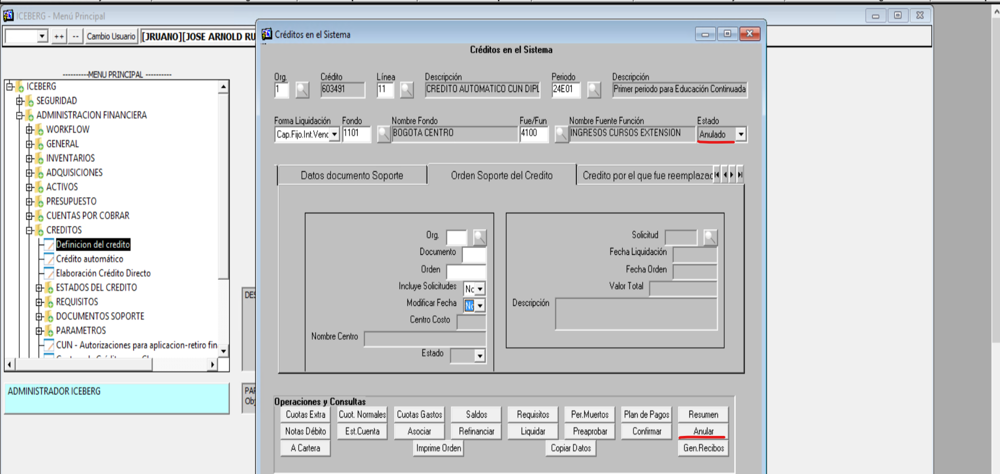 ICEBERG - Menú Principal
++ -- Cambio Usuario [JRUANO][JOSE ARNOLD RU
----------MENU PRINCIPAL ----------
ICEBERG
SEGURIDAD
ADMINISTRACION FINANCIERA
WORKFLOW
GENERAL
INVENTARIOS
ADQUISICIONES
ACTIVOS
PRESUPUESTO
CUENTAS POR COBRAR
CREDITOS
Definicion del credito
Crédito automático
Elaboración Crédito Directo
ESTADOS DEL CREDITO
REQUISITOS
DOCUMENTOS SOPORTE
PARAMETROS
CUN - Autorizaciones para aplicacion-retiro fin
ADMINISTRADOR ICEBERG
DES
PAR
Obj
Créditos en el Sistema
Créditos en el Sistema
Org. Crédito Línea Descripción Periodo Descripción
1 603491 11 CREDITO AUTOMATICO CUN DIPL 24E01 Primer periodo para Educación Continuada
Forma Liquidación Fondo Nombre Fondo Fue/Fun Nombre Fuente Función Estado
Cap.Fijo.Int.Venc 1101 BOGOTA CENTRO 4100 INGRESOS CURSOS EXTENSION Anulado
Datos documento Soporte Orden Soporte del Credito Credito por el que fue reemplazac
Org.
Documento
Orden
Incluye Solicitudes No
Modificar Fecha No
Centro Costo
Nombre Centro
Estado
Solicitud
Fecha Liquidación
Fecha Orden
Valor Total
Descripción
Operaciones y Consultas
Cuotas Extra Cuot. Normales Cuotas Gastos Saldos Requisitos Per.Muertos Plan de Pagos Resumen
Notas Débito Est.Cuenta Asociar Refinanciar Liquidar Preaprobar Confirmar Anular
A Cartera Imprime Orden Copiar Datos Gen.Recibos